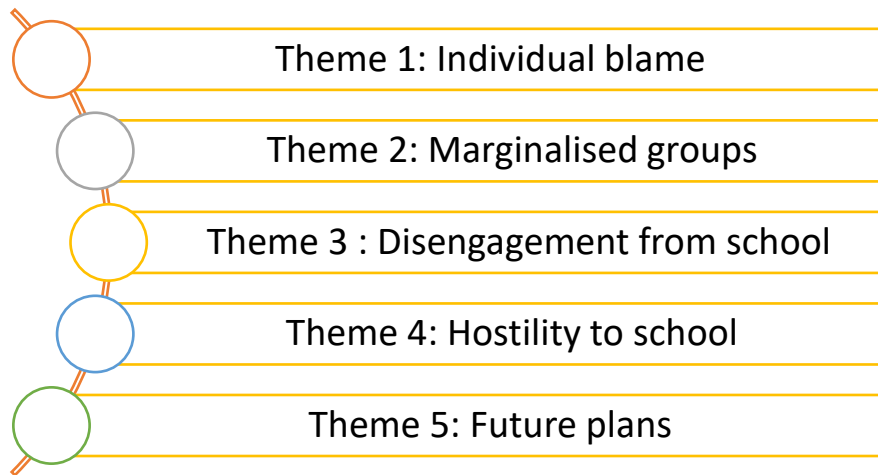 Theme 1: Individual blame
Theme 2: Marginalised groups
Theme 3 : Disengagement from school
Theme 4: Hostility to school
Theme 5: Future plans